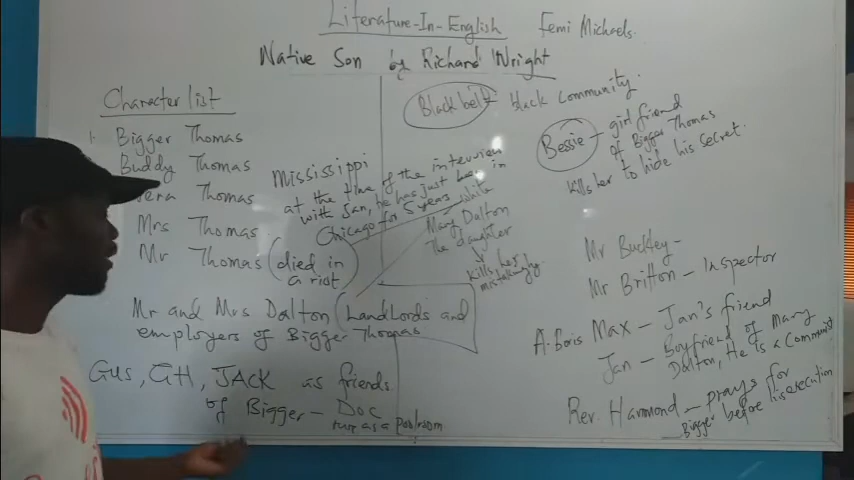 Literature-In-English Femi Michaels
Native Son by Richard Wright
Character list
Bigger Thomas
Buddy Thomas
Vera Thomas
Mrs Thomas
Mr Thomas (died in
a riot
Mr and Mrs Dalton (Landlords and
employers of Bigger Thomas
Gus, GH, JACK as friends
of Bigger - Doc
runs as a poolroom
Mississippi
at the time of the interview
with San, he has just been in
Chicago for 5 years
white
Mary Dalton
The daughter
kills her
mistakenly.
Black belt - black community.
Bessie - girl friend
of Bigger Thomas
kills her to hide his secret.
Mr Buckley -
Mr Britton - Inspector
A. Boris Max - Jan's friend
Jan - Boyfriend of Mary
Dalton, He is a Communist
Rev. Hammond - prays for
Bigger before his execution